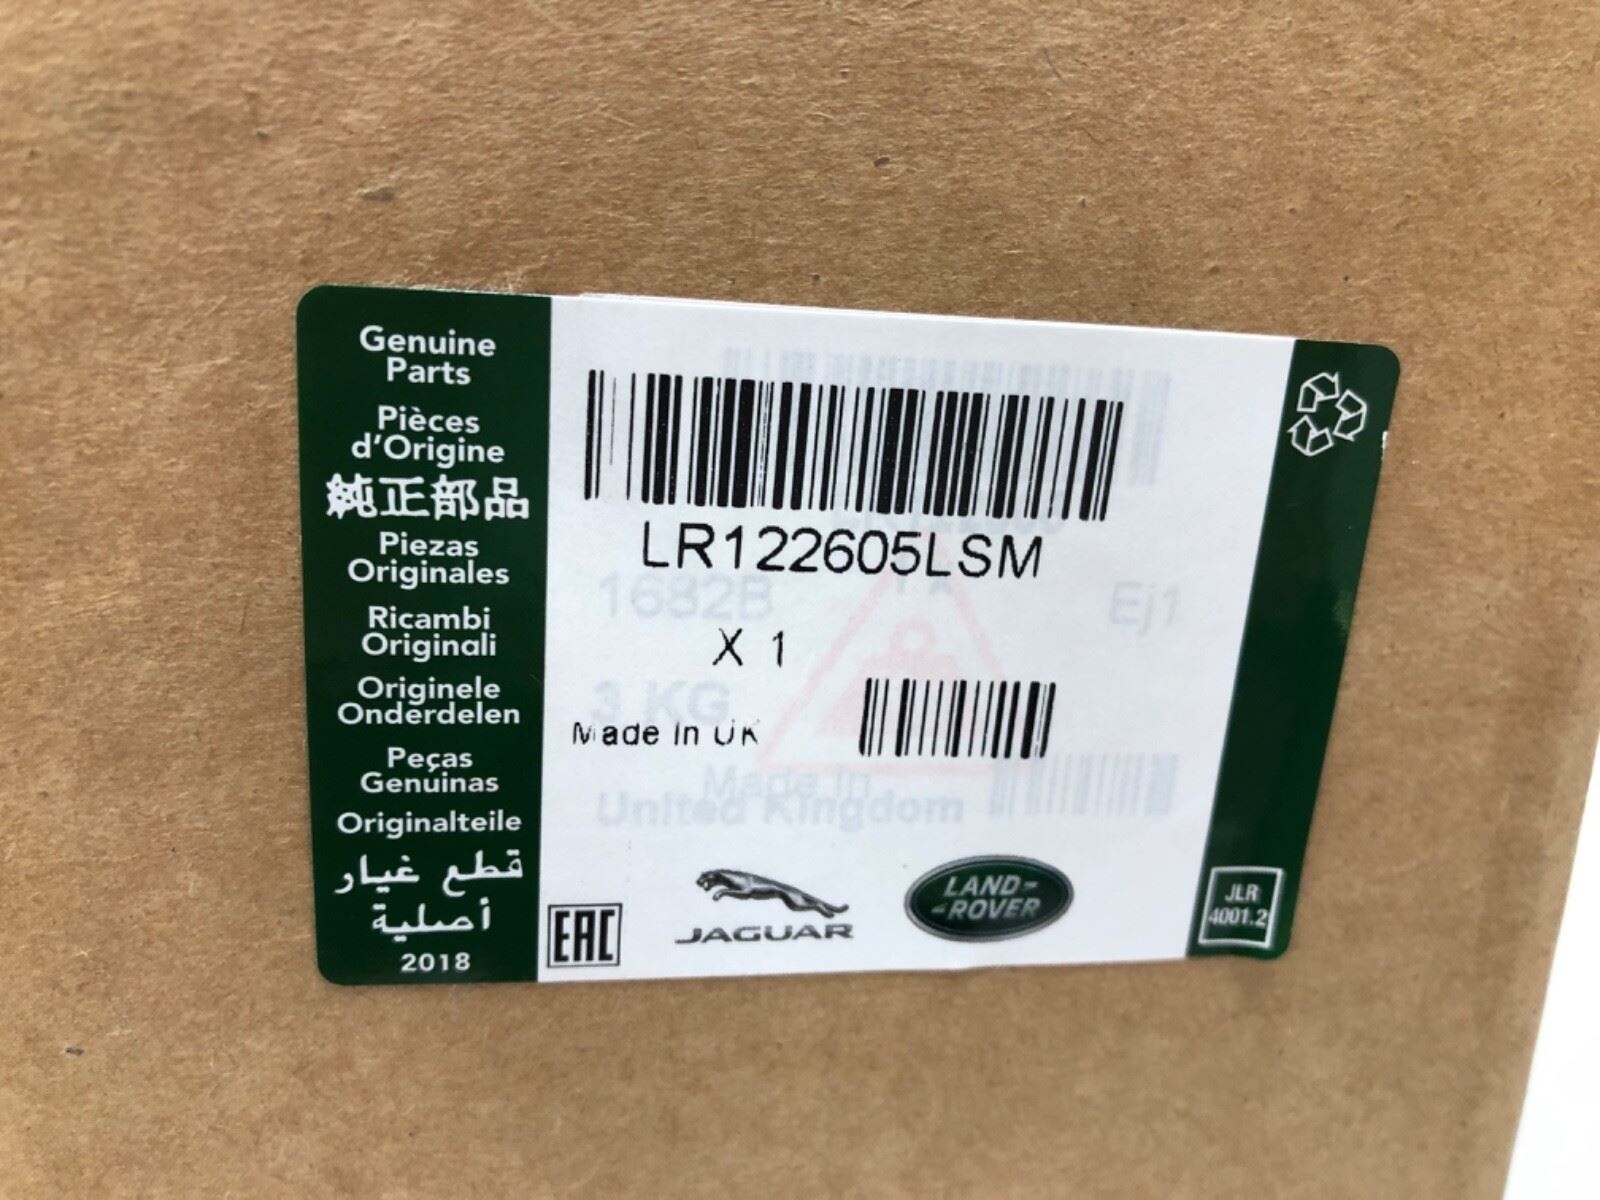 Genuine
Parts
Pièces
d'Origine
純正部品
Piezas
Originales
Ricambi
Originali
Originele
Onderdelen
Peças
Genuinas
Originalteile
قطع غيار
أصلية
2018
LR122605LSM
1682B
Ej1
X 1
3 KG
Made In UK
Made In
United Kingdom
EAC
JAGUAR
LAND-
-ROVER
JLR
4001.2